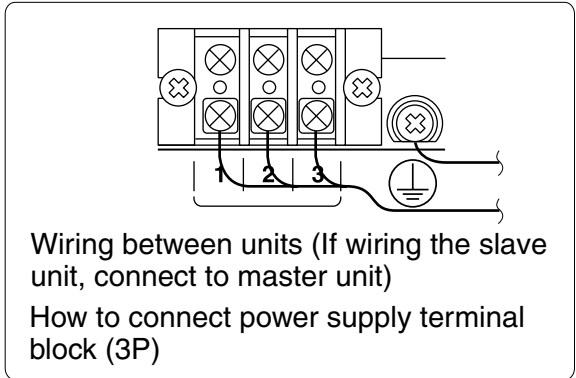 1 2 3
Wiring between units (If wiring the slave
unit, connect to master unit)
How to connect power supply terminal
block (3P)